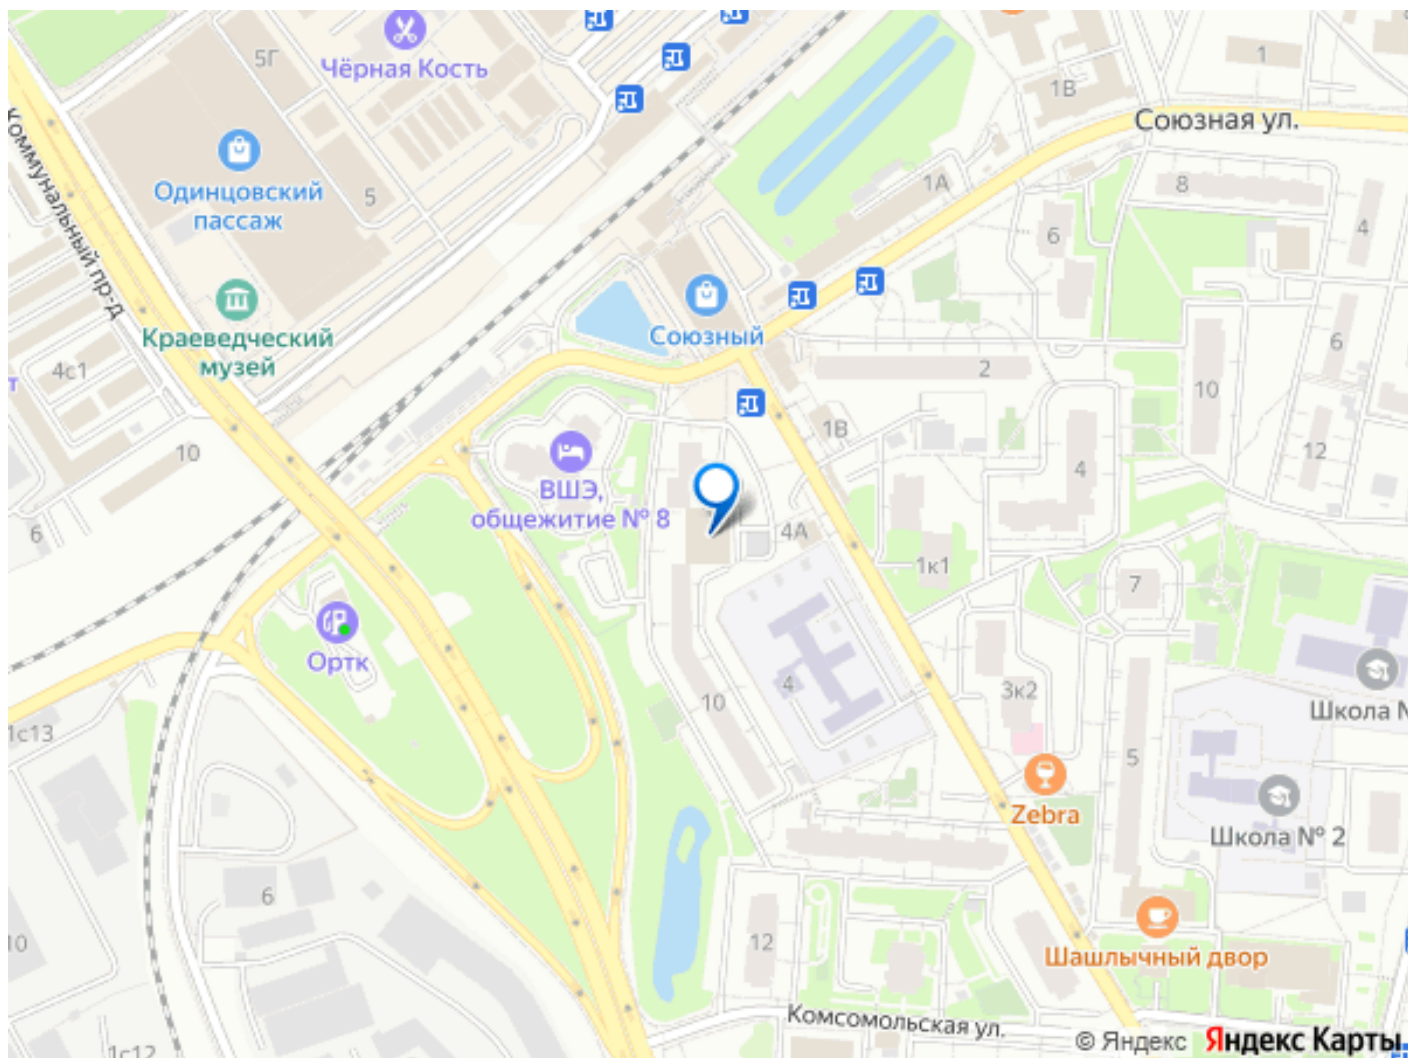 5Г
Чёрная Кость
1
1В
Союзная ул.
Коммунальный пр-д
Одинцовский
пассаж
5
1А
8
4
6
Краеведческий
музей
Союзный
4с1
т
2
6
10
10
1В
12
ВШЭ,
общежитие № 8
4
6
4А
1к1
7
Ортк
10
4
3к2
Школа №
1с13
5
Zebra
Школа № 2
6
10
12
Шашлычный двор
Комсомольская ул.
1с12
© Яндекс
Яндекс Карты